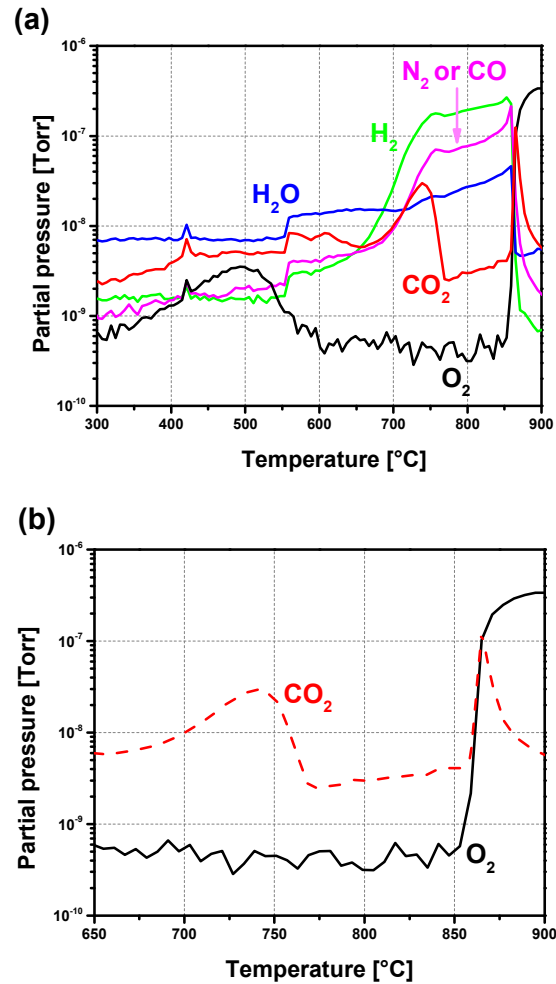 (a)
Partial pressure [Torr]
10⁻⁶
10⁻⁷
10⁻⁸
10⁻⁹
10⁻¹⁰
N₂ or CO
H₂
H₂O
CO₂
O₂
300 400 500 600 700 800 900
Temperature [°C]
(b)
Partial pressure [Torr]
10⁻⁶
10⁻⁷
10⁻⁸
10⁻⁹
10⁻¹⁰
CO₂
O₂
650 700 750 800 850 900
Temperature [°C]